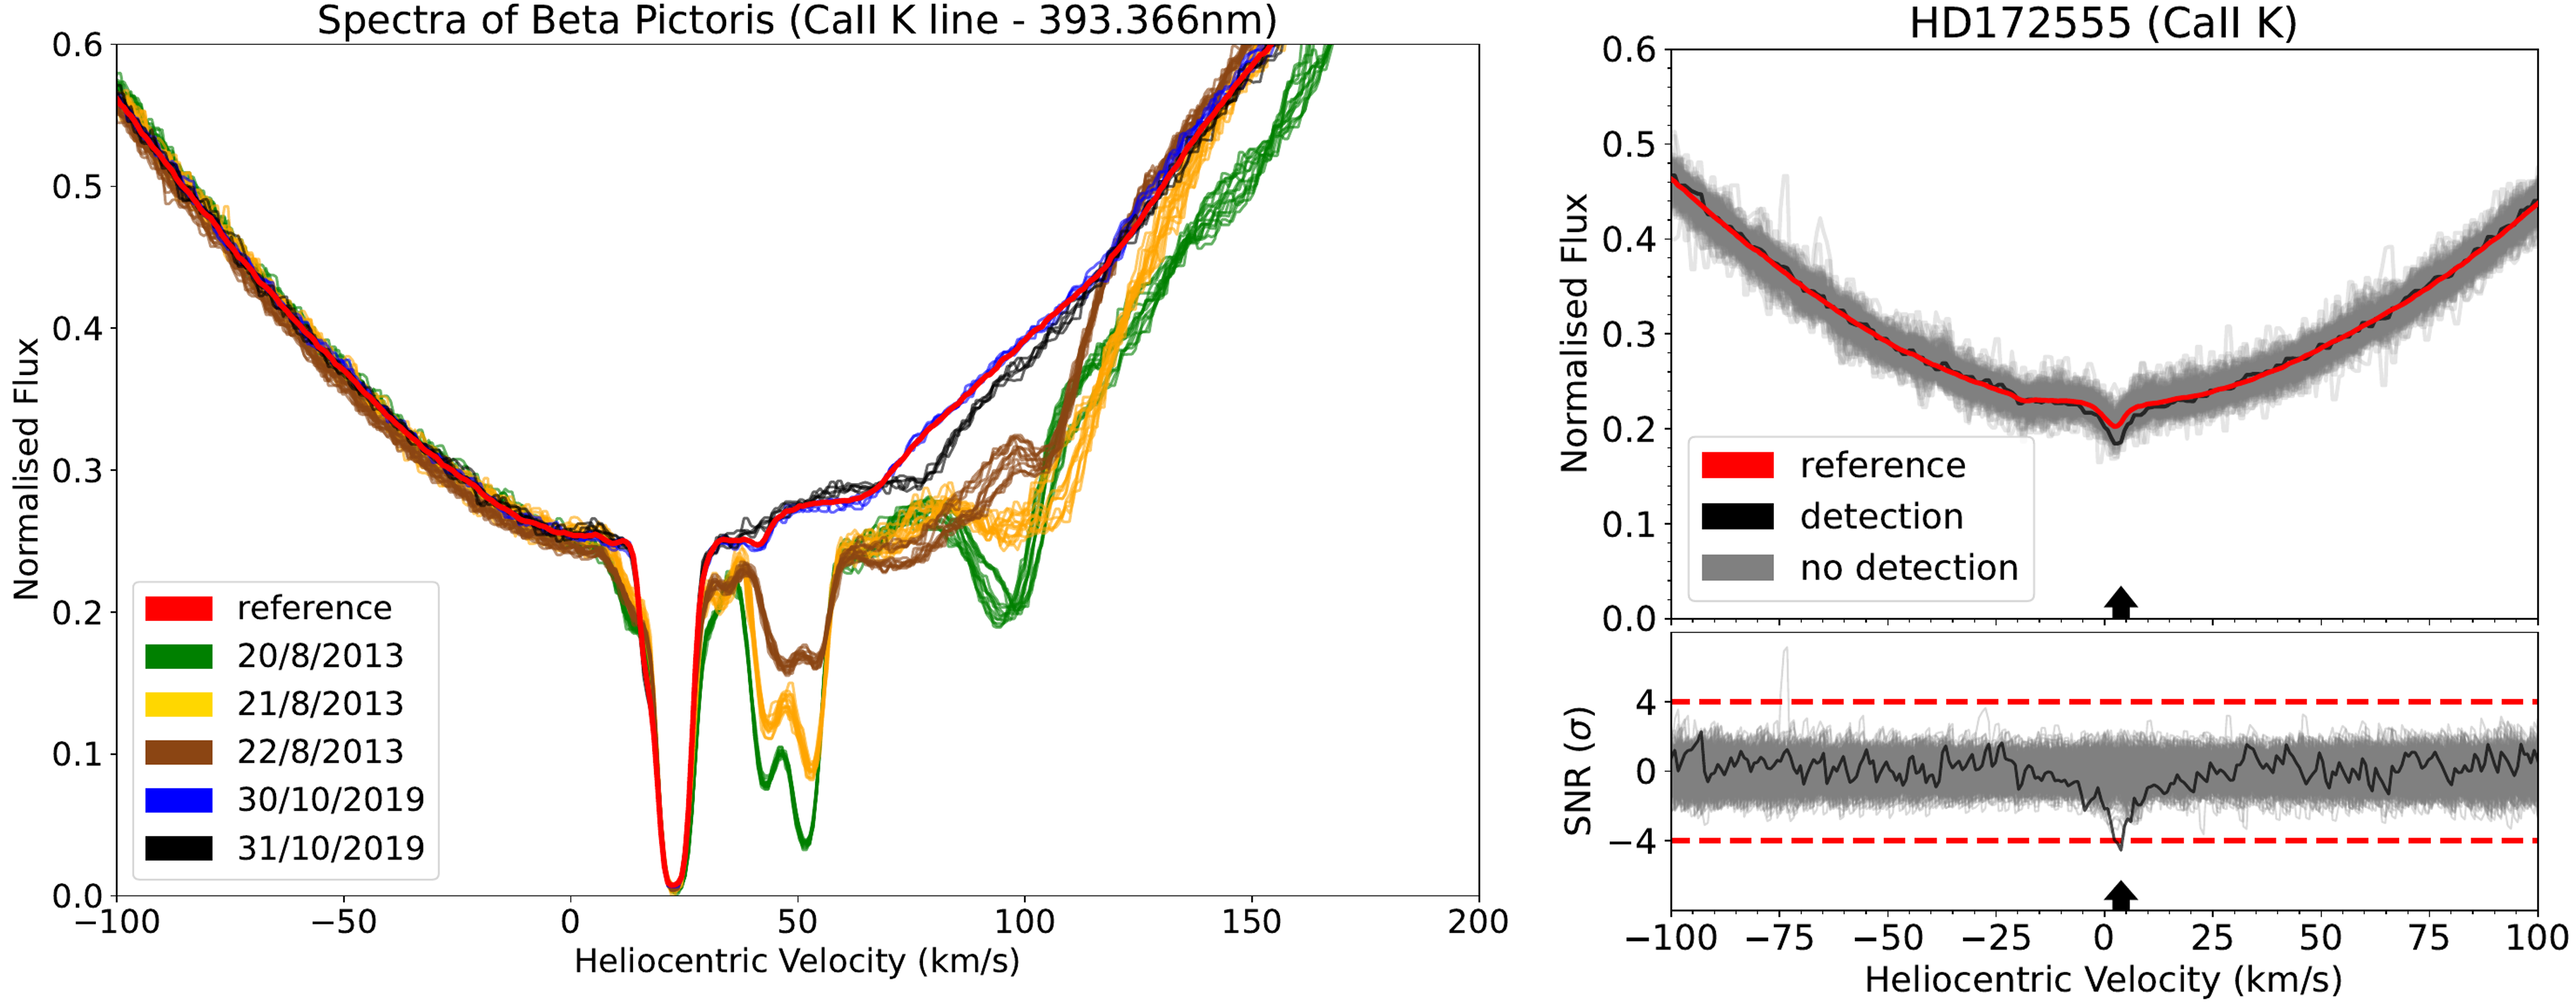 Spectra of Beta Pictoris (CaII K line - 393.366nm)
0.6
0.5
0.4
0.3
0.2
0.1
0.0
Normalised Flux
reference
20/8/2013
21/8/2013
22/8/2013
30/10/2019
31/10/2019
−100 −50 0 50 100 150 200
Heliocentric Velocity (km/s)
HD172555 (CaII K)
0.6
0.5
0.4
0.3
0.2
0.1
0.0
Normalised Flux
reference
detection
no detection
4
0
−4
SNR (σ)
−100 −75 −50 −25 0 25 50 75 100
Heliocentric Velocity (km/s)